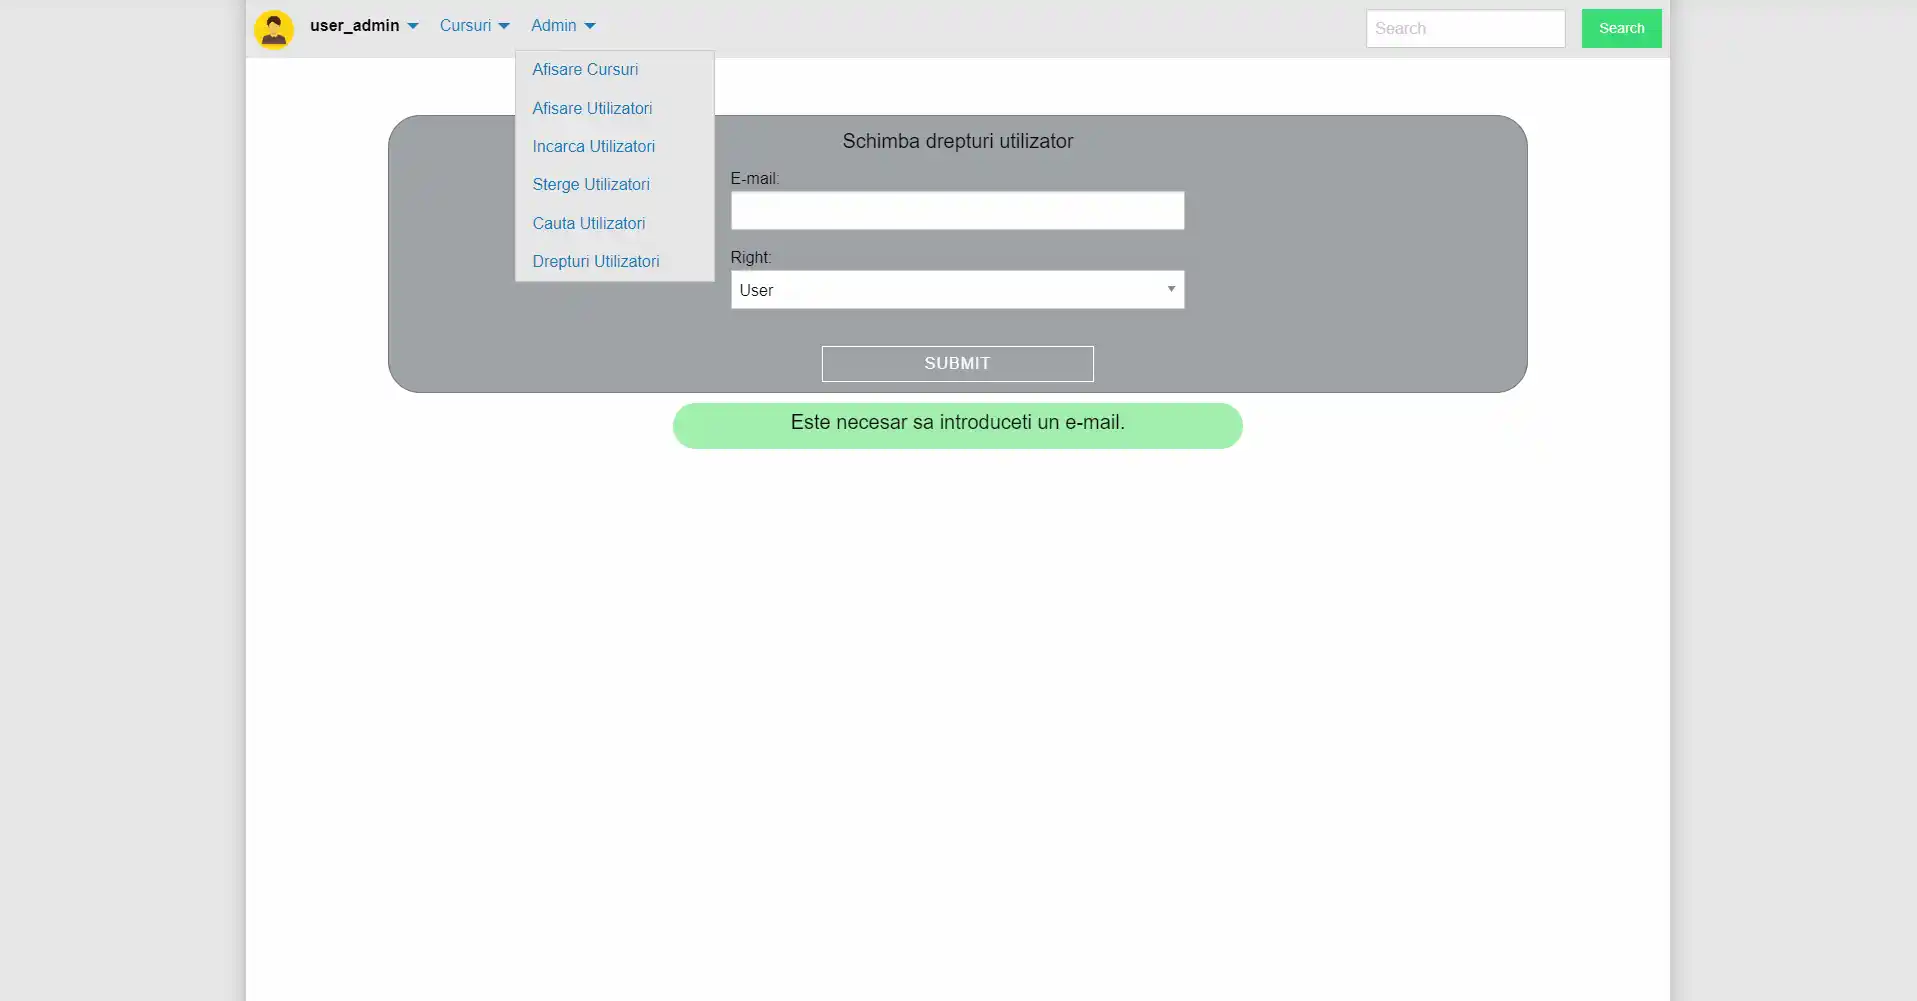 user_admin Cursuri Admin Search Search
Afisare Cursuri
Afisare Utilizatori
Incarca Utilizatori
Sterge Utilizatori
Cauta Utilizatori
Drepturi Utilizatori
Schimba drepturi utilizator
E-mail:
Right:
User
SUBMIT
Este necesar sa introduceti un e-mail.